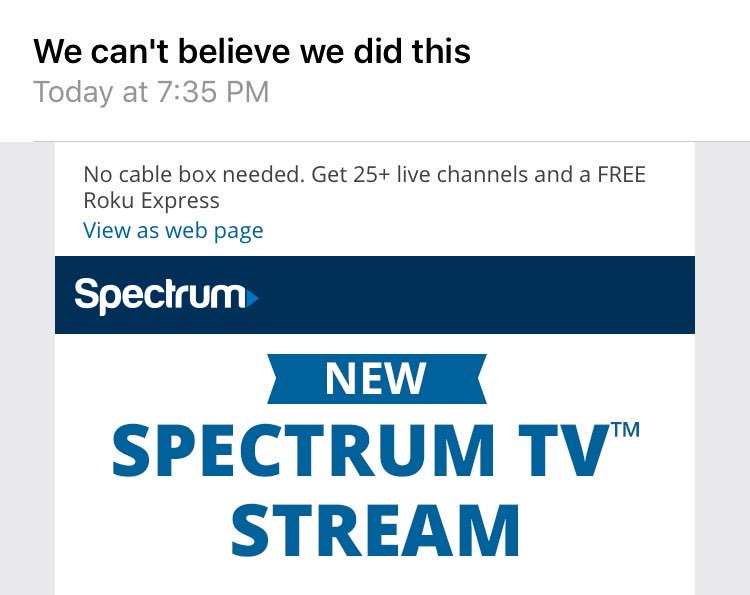 We can't believe we did this
Today at 7:35 PM
No cable box needed. Get 25+ live channels and a FREE
Roku Express
View as web page
Spectrum
NEW
SPECTRUM TV™
STREAM